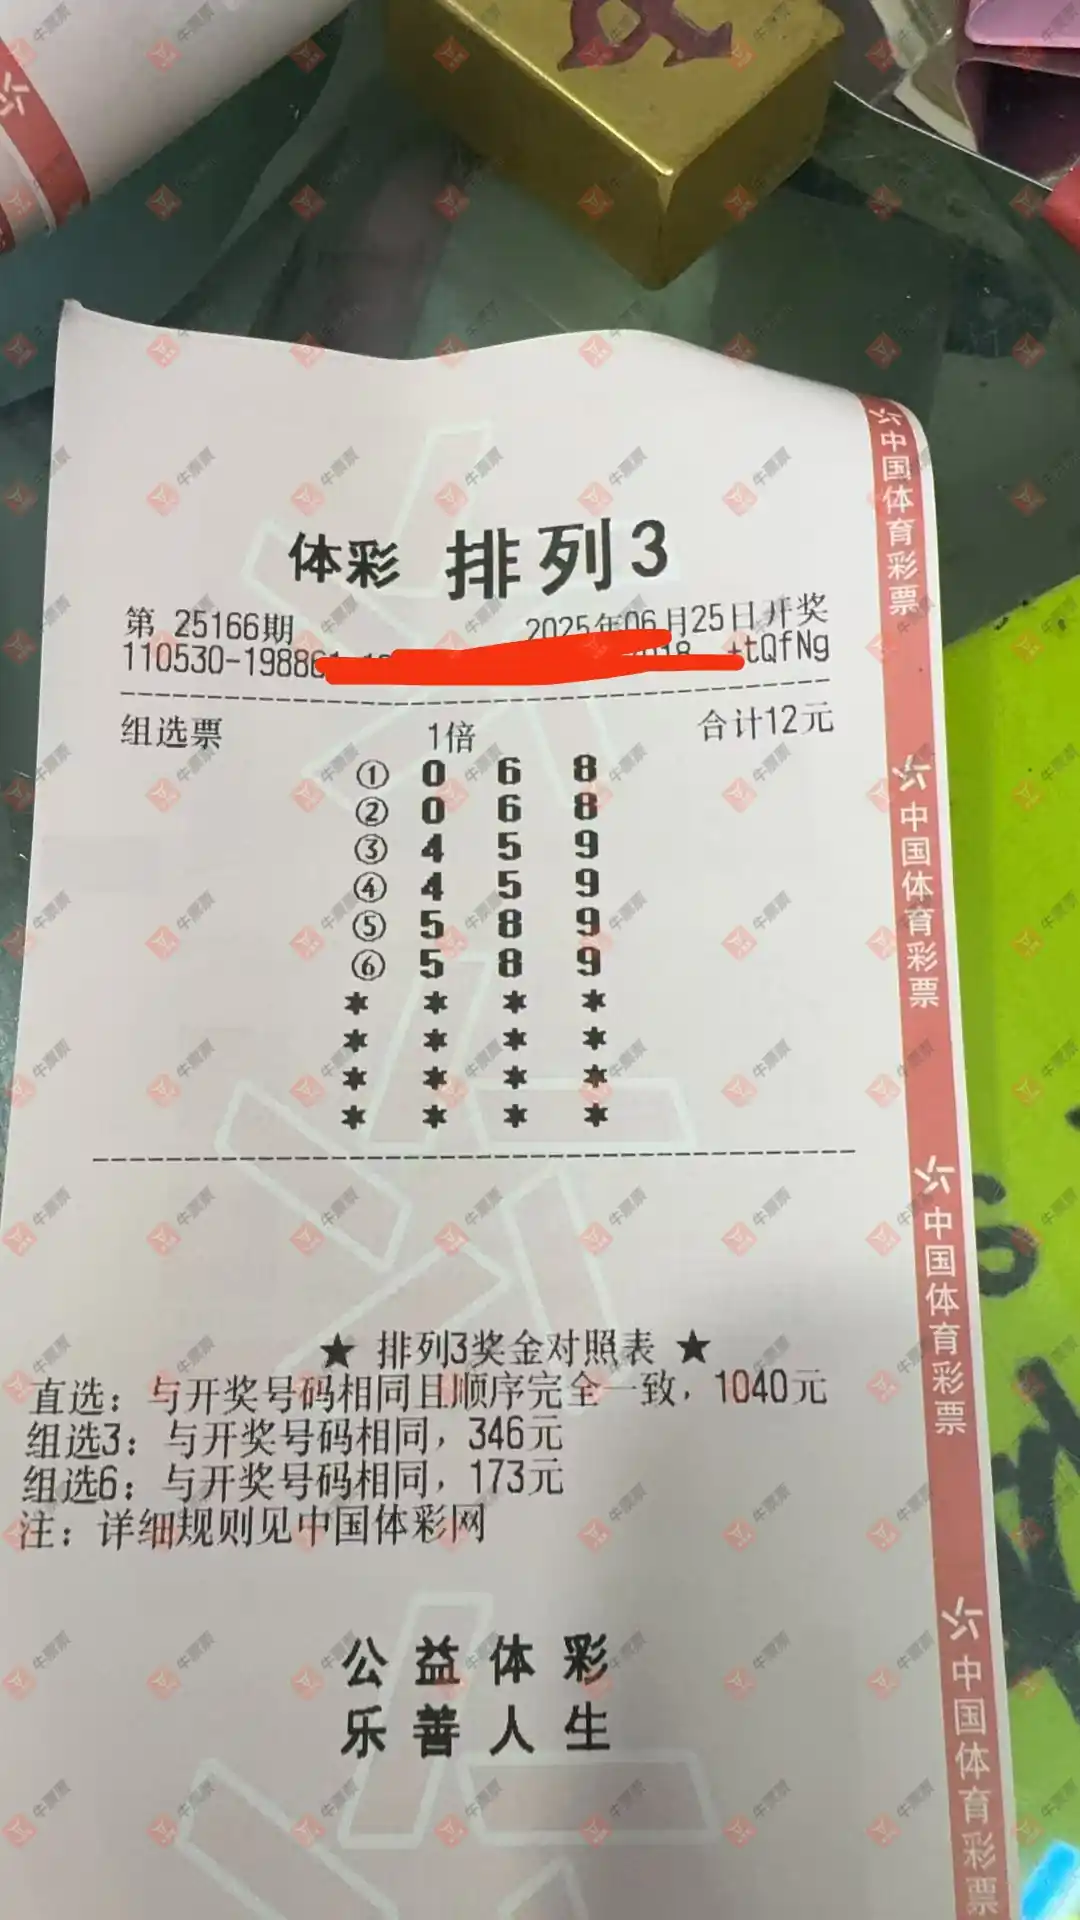 体彩 排列3
第 25166期 2025年06月25日开奖
110530-19886 tQfNg
组选票 1倍 合计12元
① 0 6 8
② 0 6 8
③ 4 5 9
④ 4 5 9
⑤ 5 8 9
⑥ 5 8 9
* * * *
* * * *
* * * *
* * * *
★ 排列3奖金对照表 ★
直选：与开奖号码相同且顺序完全一致，1040元
组选3：与开奖号码相同，346元
组选6：与开奖号码相同，173元
注：详细规则见中国体彩网
公益体彩
乐善人生
中国体育彩票
中国体育彩票
中国体育彩票
中国体育彩票
牛票票